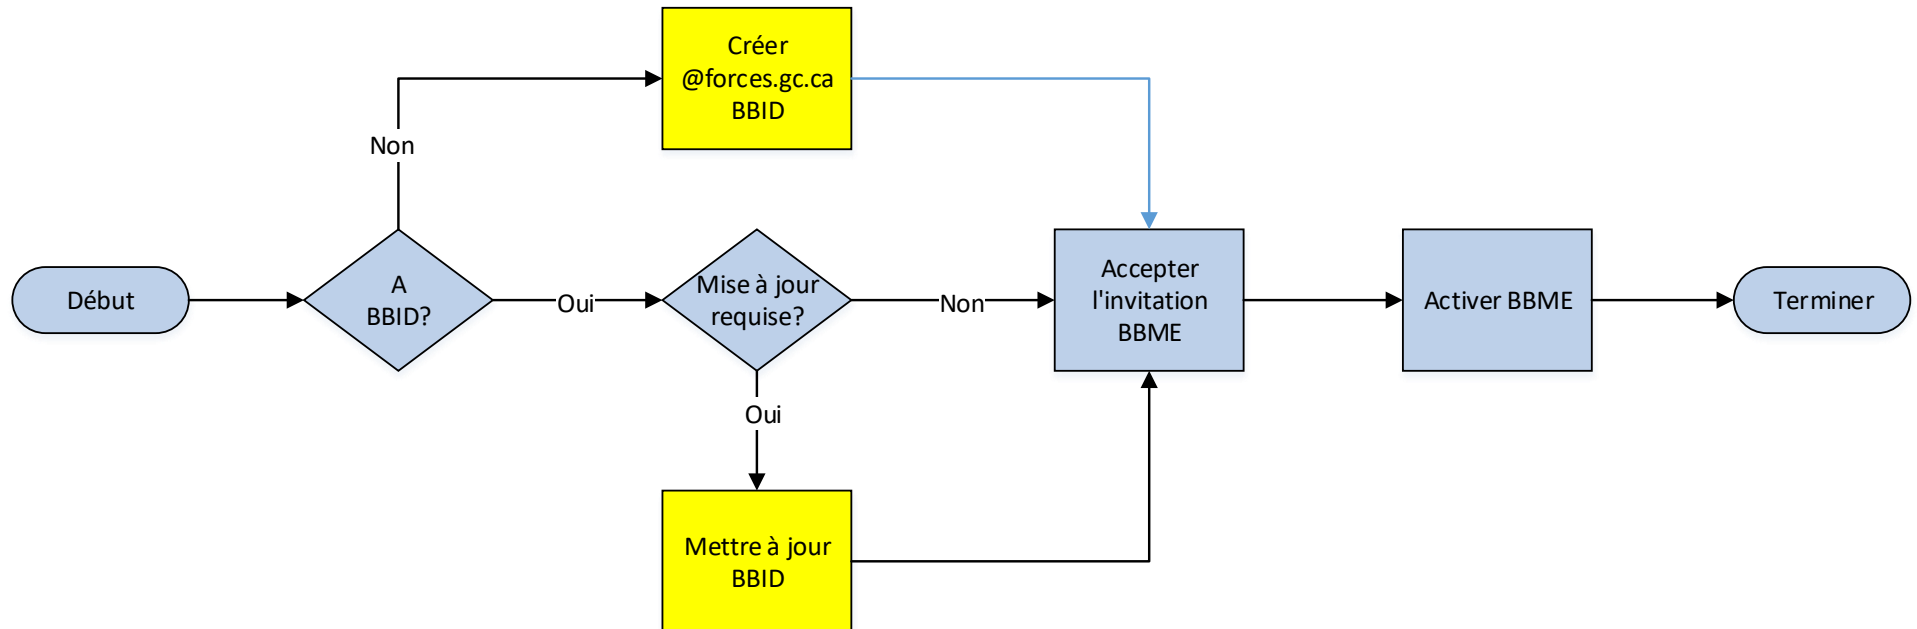 Créer
@forces.gc.ca
BBID
Non
Début
A
BBID?
Oui
Mise à jour
requise?
Non
Accepter
l'invitation
BBME
Activer BBME
Terminer
Oui
Mettre à jour
BBID